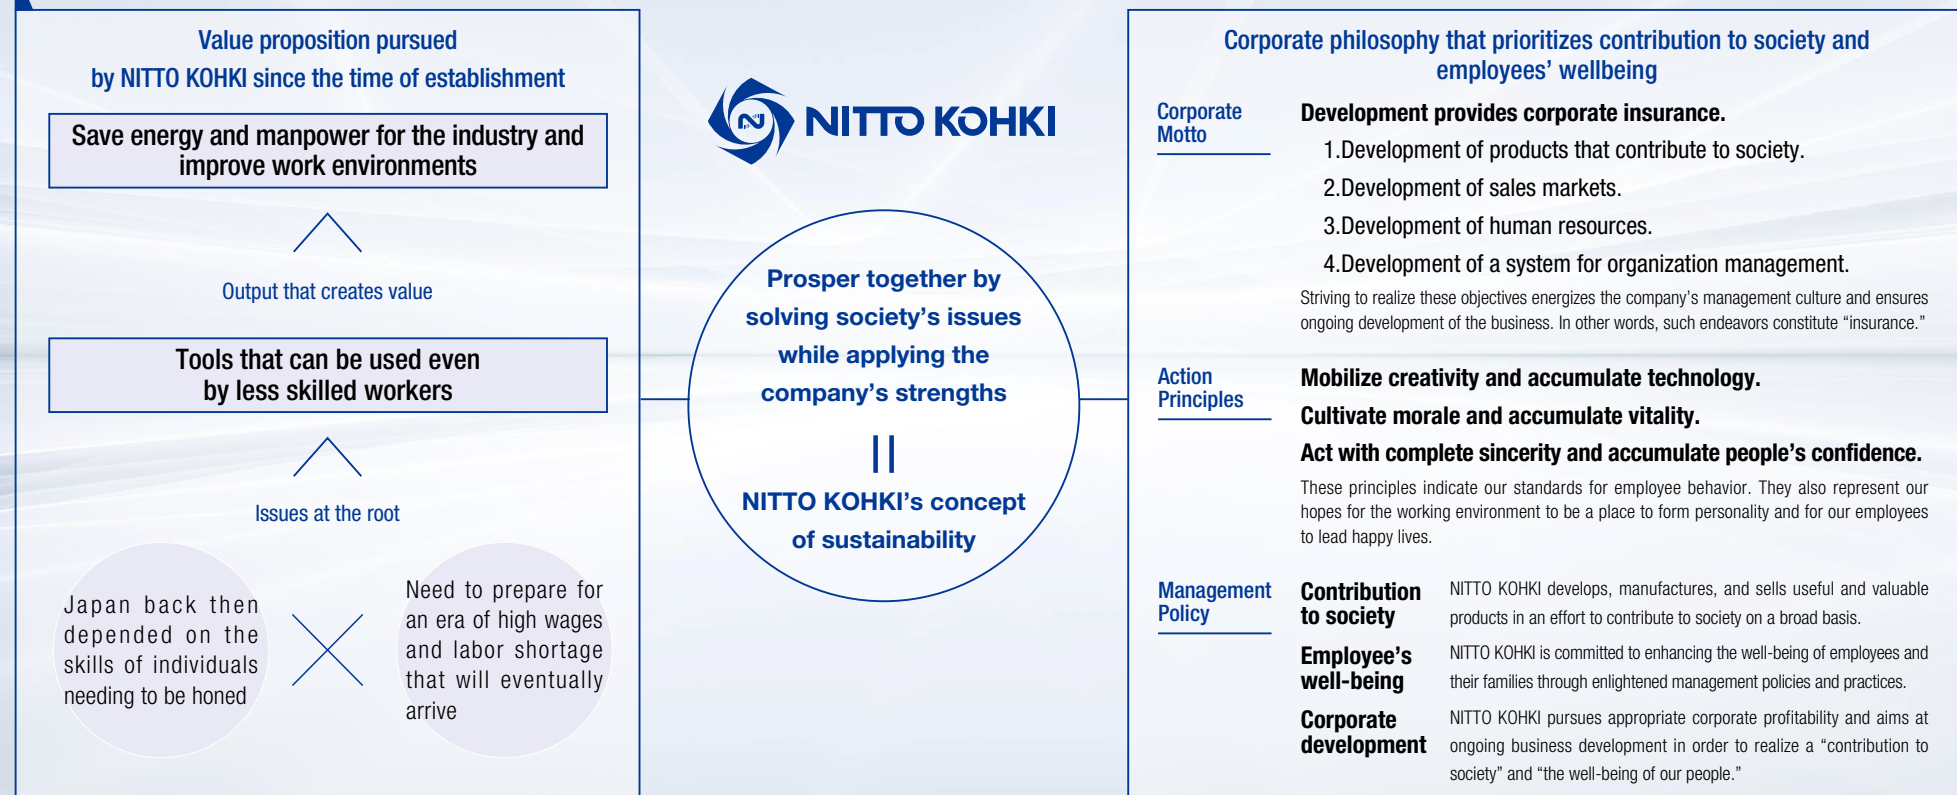 Value proposition pursued
by NITTO KOHKI since the time of establishment
Save energy and manpower for the industry and
improve work environments
Output that creates value
Tools that can be used even
by less skilled workers
Issues at the root
Japan back then
depended on the
skills of individuals
needing to be honed
Need to prepare for
an era of high wages
and labor shortage
that will eventually
arrive
NITTO KOHKI
Prosper together by
solving society's issues
while applying the
company's strengths
NITTO KOHKI's concept
of sustainability
Corporate philosophy that prioritizes contribution to society and
employees' wellbeing
Corporate
Motto
Development provides corporate insurance.
1.Development of products that contribute to society.
2.Development of sales markets.
3.Development of human resources.
4.Development of a system for organization management.
Striving to realize these objectives energizes the company's management culture and ensures
ongoing development of the business. In other words, such endeavors constitute “insurance.”
Action
Principles
Mobilize creativity and accumulate technology.
Cultivate morale and accumulate vitality.
Act with complete sincerity and accumulate people's confidence.
These principles indicate our standards for employee behavior. They also represent our
hopes for the working environment to be a place to form personality and for our employees
to lead happy lives.
Management
Policy
Contribution
to society
NITTO KOHKI develops, manufactures, and sells useful and valuable
products in an effort to contribute to society on a broad basis.
Employee's
well-being
NITTO KOHKI is committed to enhancing the well-being of employees and
their families through enlightened management policies and practices.
Corporate
development
NITTO KOHKI pursues appropriate corporate profitability and aims at
ongoing business development in order to realize a “contribution to
society” and “the well-being of our people.”